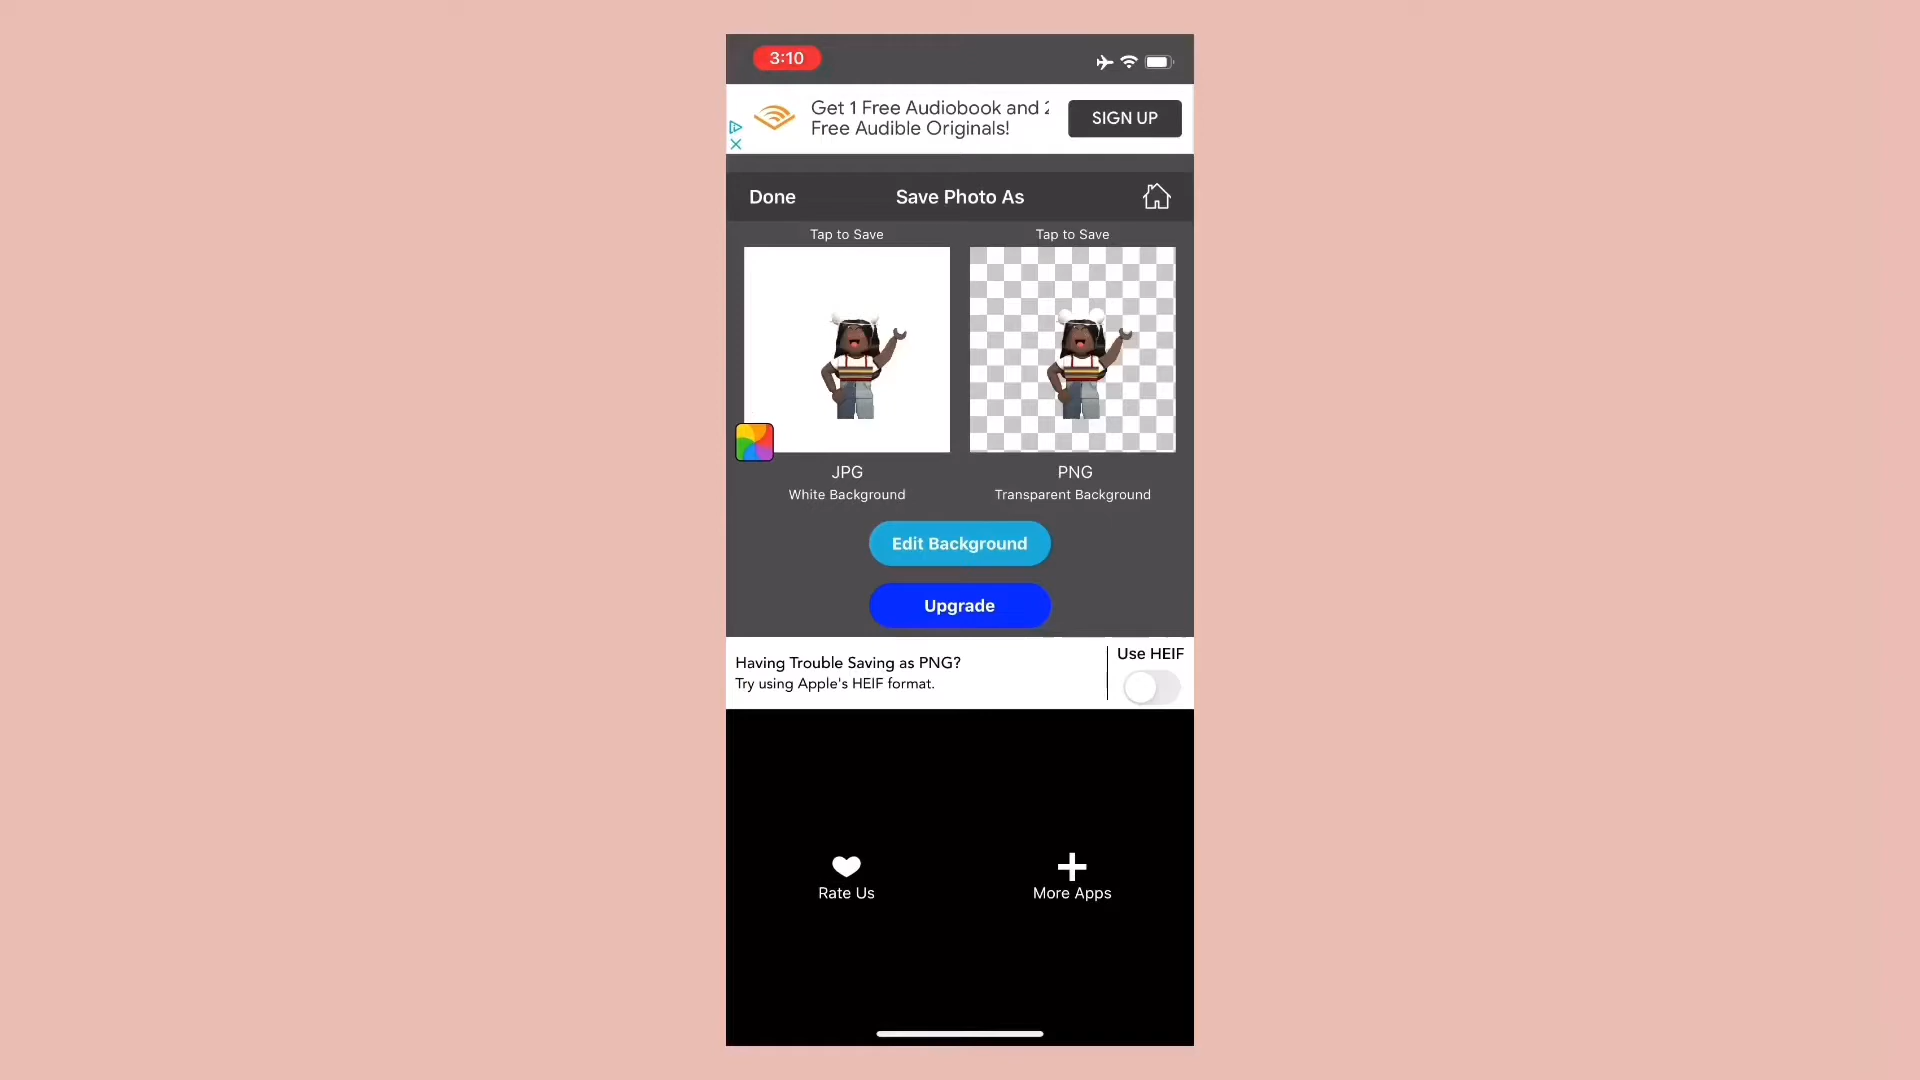 3:10
Get 1 Free Audiobook and
Free Audible Originals!
SIGN UP
Done
Save Photo As
Tap to Save
Tap to Save
JPG
White Background
PNG
Transparent Background
Edit Background
Upgrade
Having Trouble Saving as PNG?
Try using Apple's HEIF format.
Use HEIF
Rate Us
More Apps